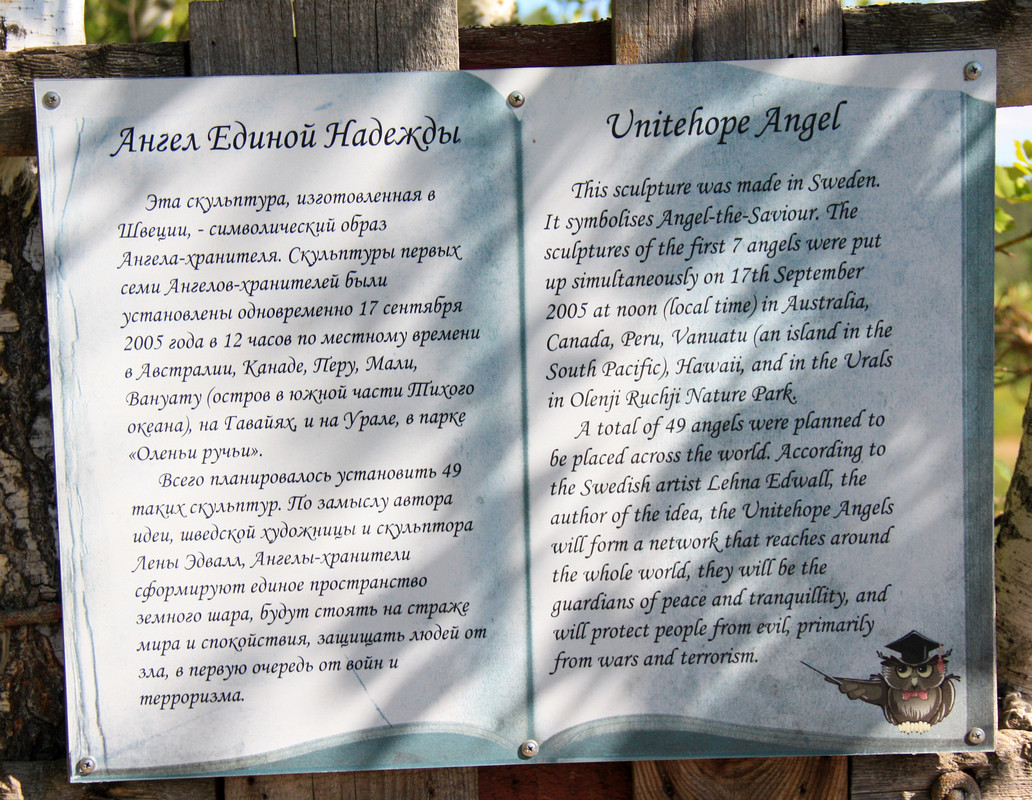 Ангел Единой Надежды
Эта скульптура, изготовленная в
Швеции, - символический образ
Ангела-хранителя. Скульптуры первых
семи Ангелов-хранителей были
установлены одновременно 17 сентября
2005 года в 12 часов по местному времени
в Австралии, Канаде, Перу, Мали,
Вануату (остров в южной части Тихого
океана), на Гавайях, и на Урале, в парке
«Оленьи ручьи».
Всего планировалось установить 49
таких скульптур. По замыслу автора
идеи, шведской художницы и скульптора
Лены Эдвалл, Ангелы-хранители
сформируют единое пространство
земного шара, будут стоять на страже
мира и спокойствия, защищать людей от
зла, в первую очередь от войн и
терроризма.
Unitehope Angel
This sculpture was made in Sweden.
It symbolises Angel-the-Saviour. The
sculptures of the first 7 angels were put
up simultaneously on 17th September
2005 at noon (local time) in Australia,
Canada, Peru, Vanuatu (an island in the
South Pacific), Hawaii, and in the Urals
in Olenji Ruchji Nature Park.
A total of 49 angels were planned to
be placed across the world. According to
the Swedish artist Lehna Edwall, the
author of the idea, the Unitehope Angels
will form a network that reaches around
the whole world, they will be the
guardians of peace and tranquillity, and
will protect people from evil, primarily
from wars and terrorism.